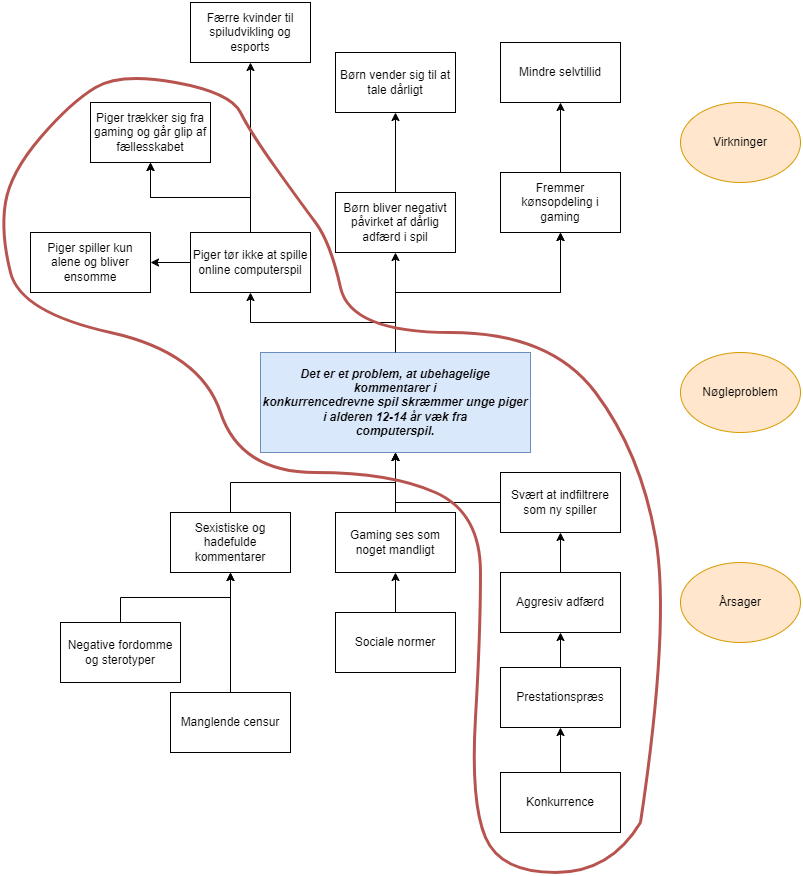 Færre kvinder til
spiludvikling og
esports
Børn vender sig til at
tale dårligt
Mindre selvtillid
Piger trækker sig fra
gaming og går glip af
fællesskabet
Virkninger
Børn bliver negativt
påvirket af dårlig
adfærd i spil
Fremmer
kønsopdeling i
gaming
Piger spiller kun
alene og bliver
ensomme
Piger tør ikke at spille
online computerspil
Det er et problem, at ubehagelige
kommentarer i
konkurrencedrevne spil skræmmer unge piger
i alderen 12-14 år væk fra
computerspil.
Nøgleproblem
Sexistiske og
hadefulde
kommentarer
Gaming ses som
noget mandligt
Svært at indfiltrere
som ny spiller
Aggresiv adfærd
Årsager
Negative fordomme
og sterotyper
Sociale normer
Prestationspræs
Manglende censur
Konkurrence